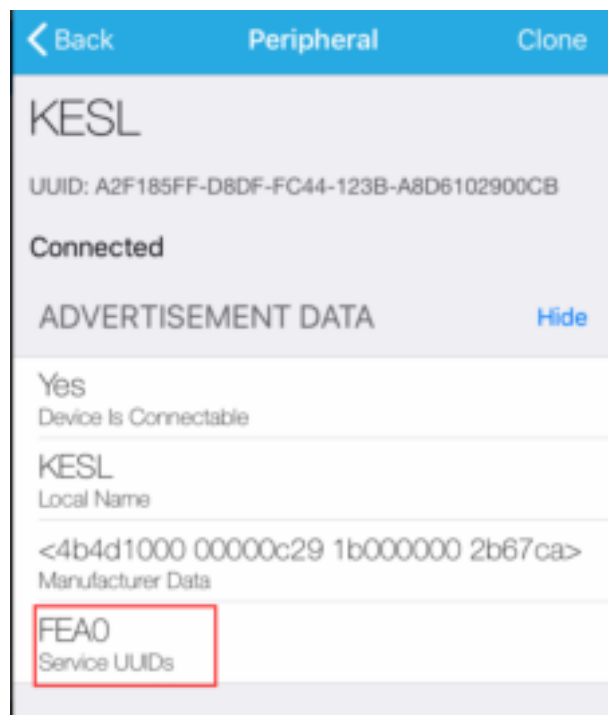 Back Peripheral Clone
KESL
UUID: A2F185FF-D8DF-FC44-123B-A8D6102900CB
Connected
ADVERTISEMENT DATA Hide
Yes
Device Is Connectable
KESL
Local Name
<4b4d1000 00000c29 1b000000 2b67ca>
Manufacturer Data
FEA0
Service UUIDs